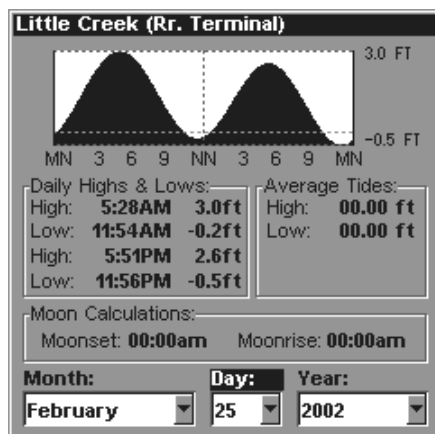 Little Creek (Rr. Terminal)
3.0 FT
-0.5 FT
MN 3 6 9 NN 3 6 9 MN
Daily Highs & Lows:
High: 5:28AM 3.0ft
Low: 11:54AM -0.2ft
High: 5:51PM 2.6ft
Low: 11:56PM -0.5ft
Average Tides:
High: 00.00 ft
Low: 00.00 ft
Moon Calculations:
Moonset: 00:00am Moonrise: 00:00am
Month: Day: Year:
February 25 2002